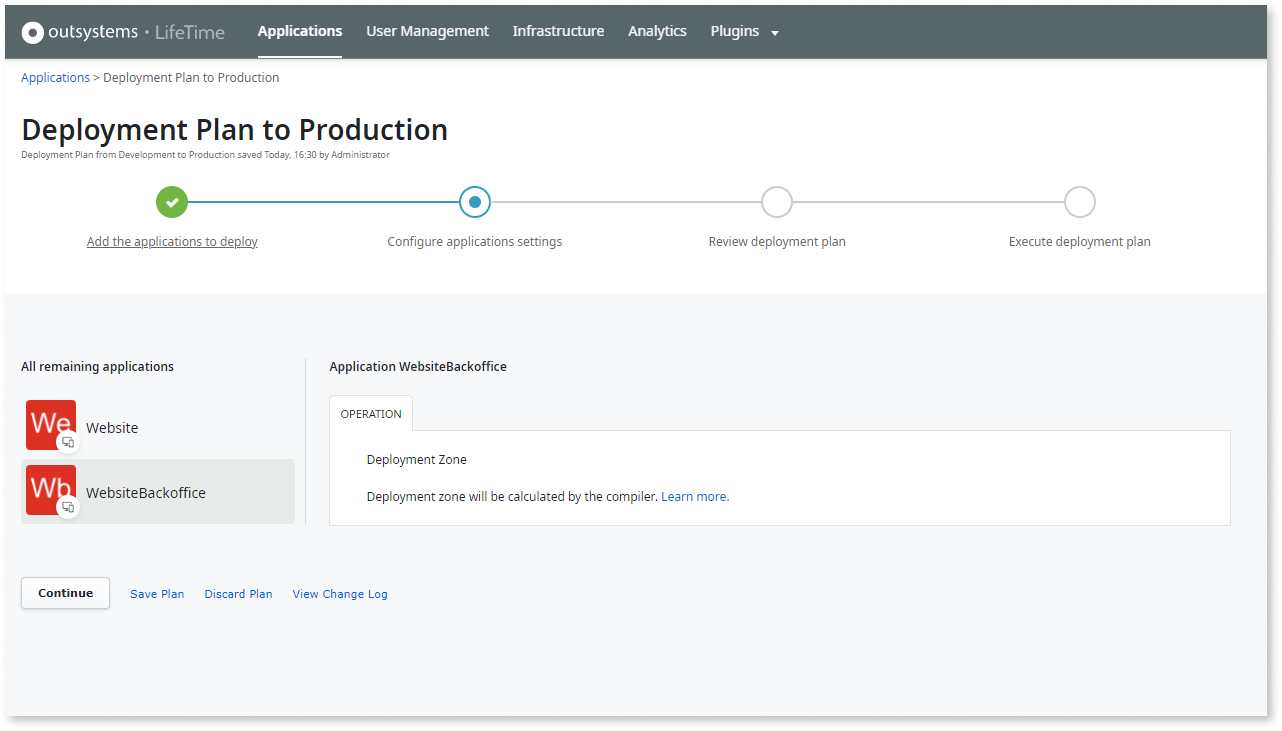 outsystems • LifeTime Applications User Management Infrastructure Analytics Plugins
Applications > Deployment Plan to Production
Deployment Plan to Production
Deployment Plan from Development to Production saved Today, 16:30 by Administrator
Add the applications to deploy Configure applications settings Review deployment plan Execute deployment plan
All remaining applications
We
Website
Wb
WebsiteBackoffice
Application WebsiteBackoffice
OPERATION
Deployment Zone
Deployment zone will be calculated by the compiler. Learn more.
Continue Save Plan Discard Plan View Change Log